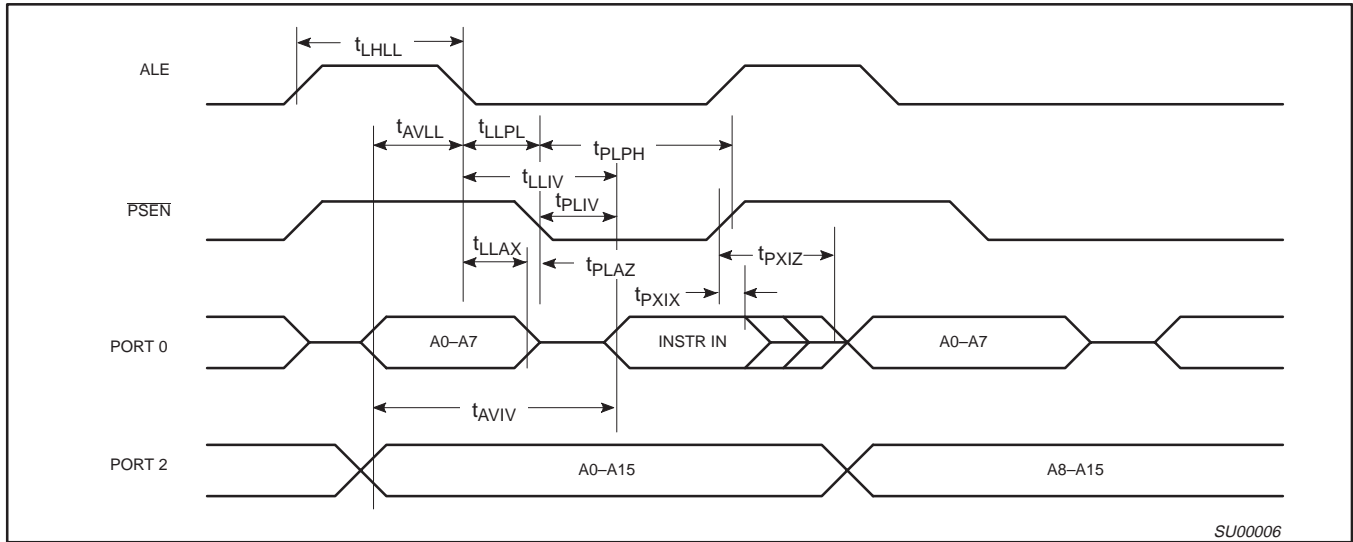 tLHLL
ALE
tAVLL tLLPL
tPLPH
tLLIV
PSEN
tPLIV
tLLAX
tPLAZ
tPXIZ
tPXIX
PORT 0 A0–A7 INSTR IN A0–A7
tAVIV
PORT 2 A0–A15 A8–A15
SU00006